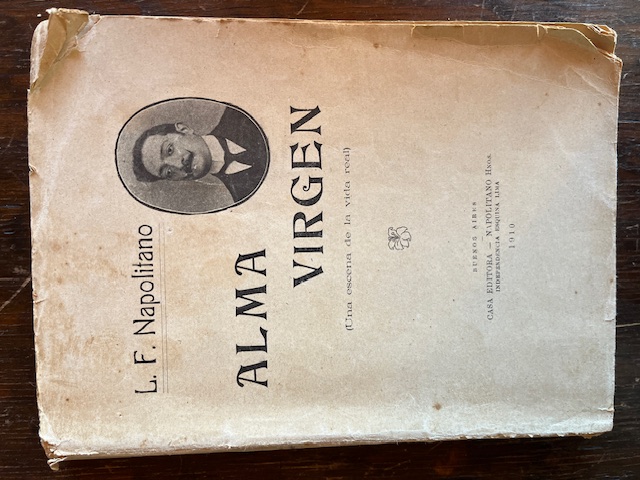 L. F. Napolitano
ALMA
VIRGEN
(Una escena de la vida real)
BUENOS AIRES
CASA EDITORA — NAPOLITANO HNOS.
INDEPENDENCIA ESQUINA LIMA
1910